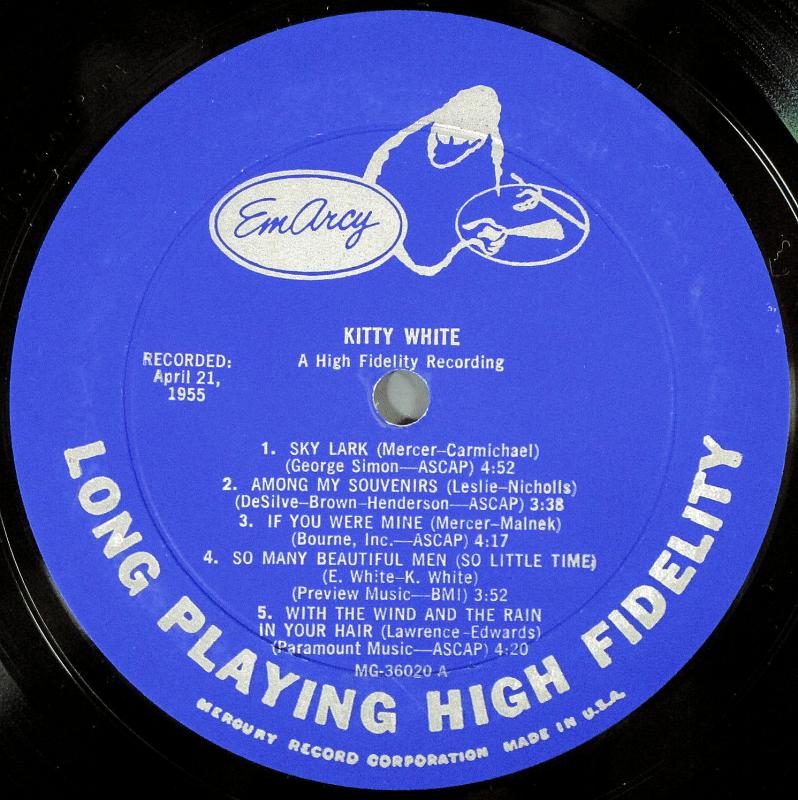 EmArcy
KITTY WHITE
A High Fidelity Recording
RECORDED:
April 21,
1955
1. SKY LARK (Mercer—Carmichael)
(George Simon—ASCAP) 4:52
2. AMONG MY SOUVENIRS (Leslie—Nicholls)
(DeSilve—Brown—Henderson—ASCAP) 3:38
3. IF YOU WERE MINE (Mercer—Malnek)
(Bourne, Inc.—ASCAP) 4:17
4. SO MANY BEAUTIFUL MEN (SO LITTLE TIME)
(E. White—K. White)
(Preview Music—BMI) 3:52
5. WITH THE WIND AND THE RAIN
IN YOUR HAIR (Lawrence—Edwards)
(Paramount Music—ASCAP) 4:20
MG-36020-A
LONG PLAYING HIGH FIDELITY
MERCURY RECORD CORPORATION MADE IN U.S.A.